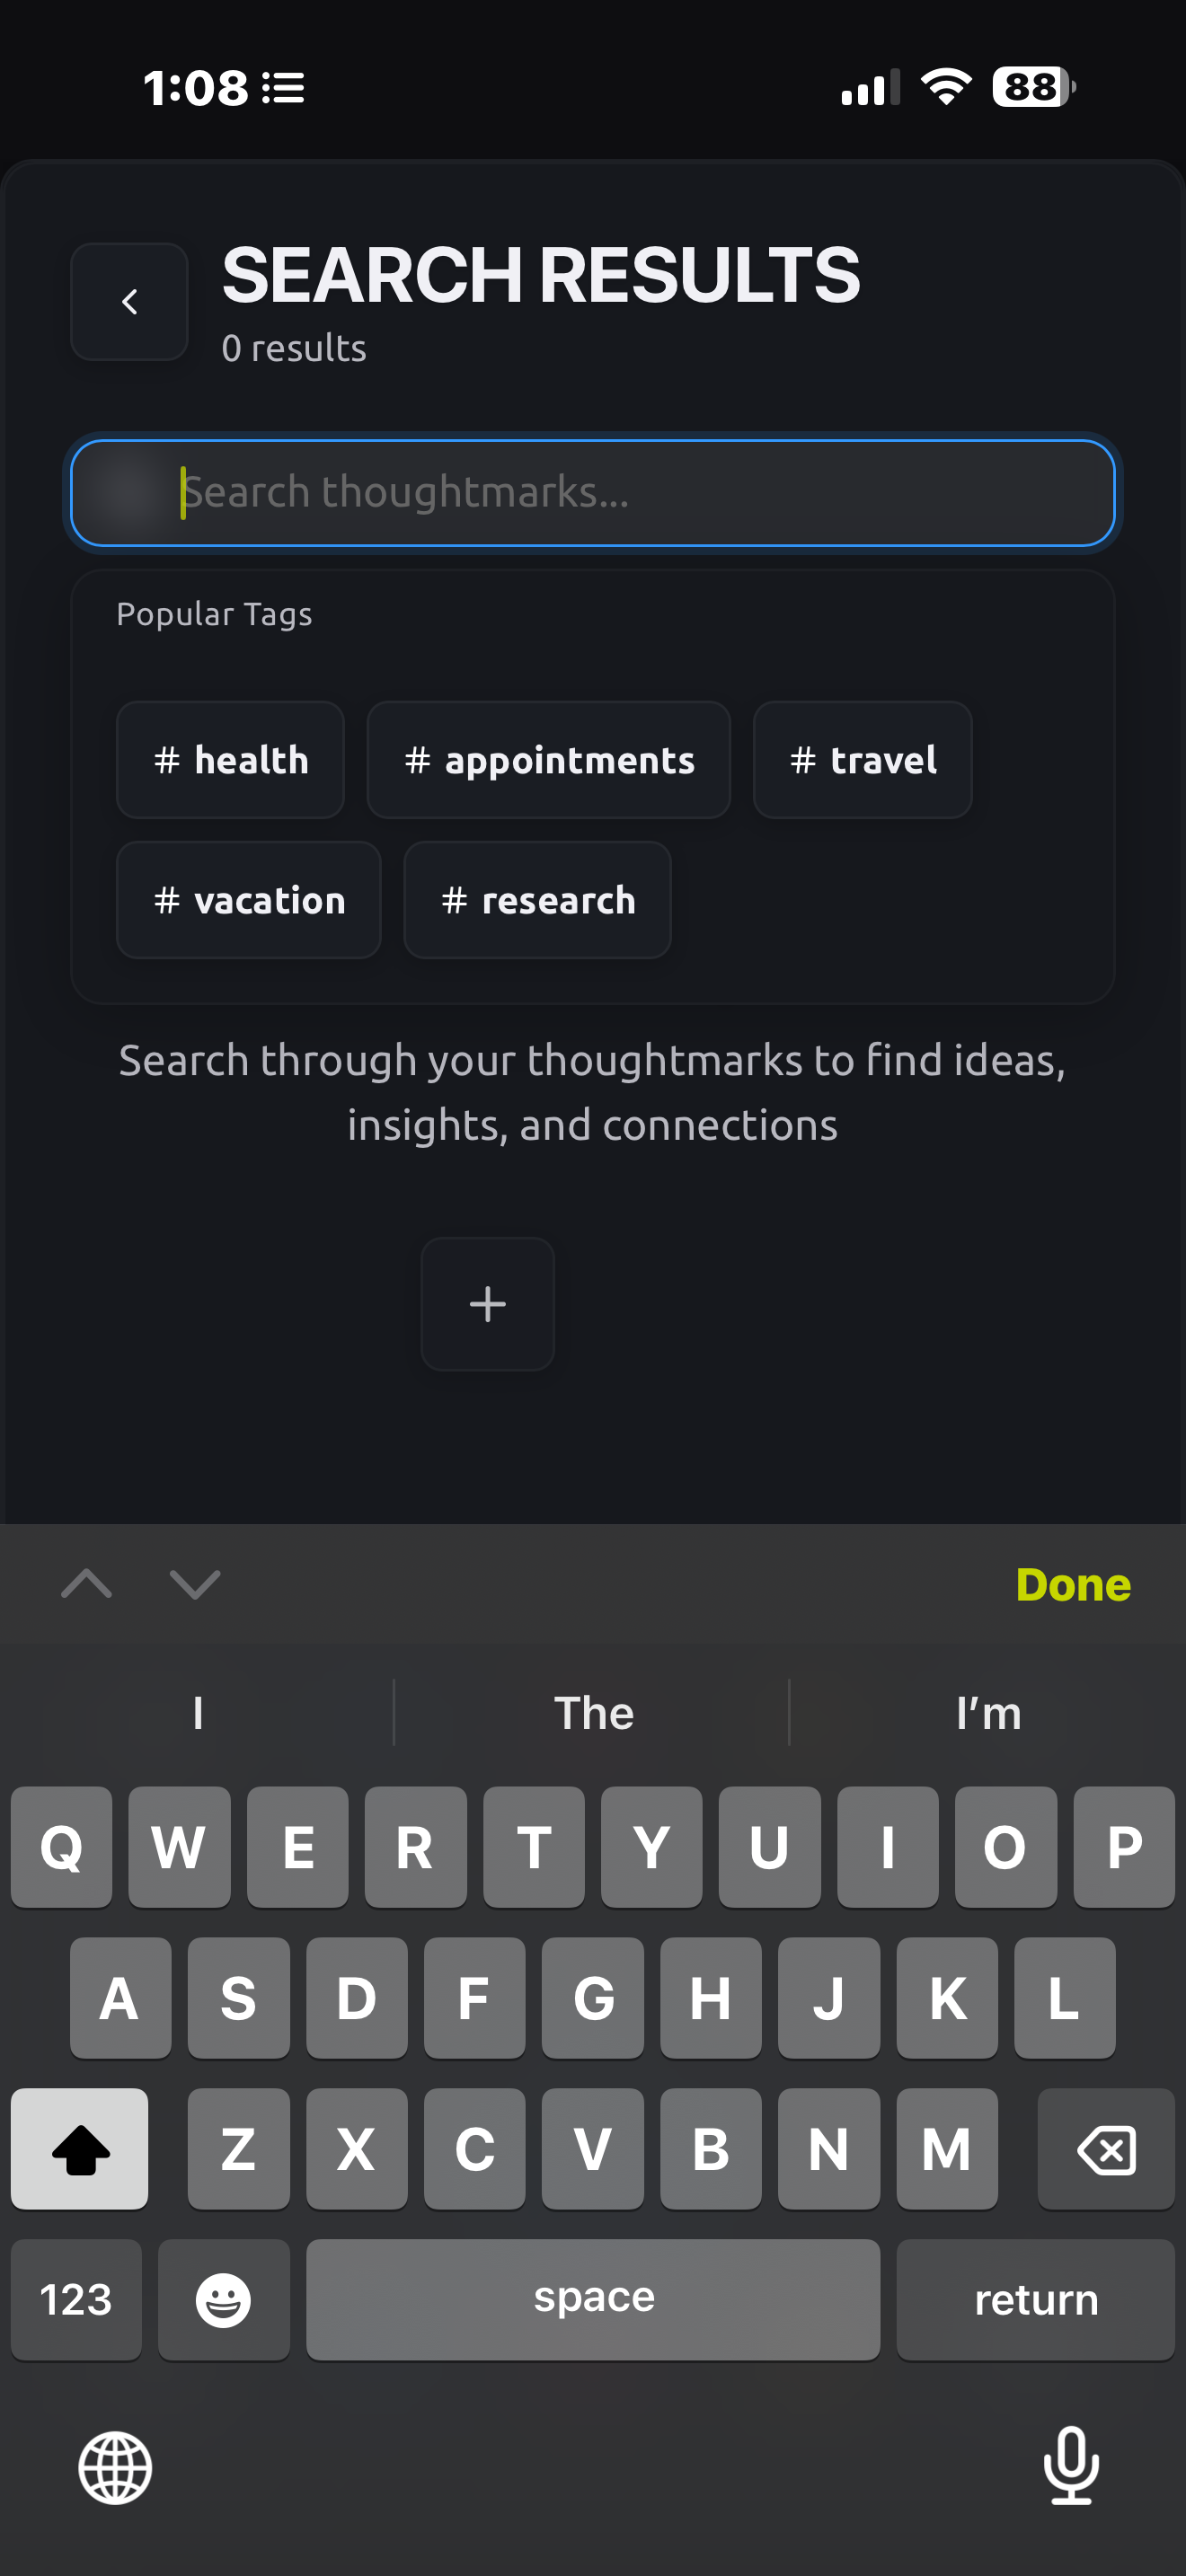 1:08 88
SEARCH RESULTS
0 results
Search thoughtmarks...
Popular Tags
# health # appointments # travel
# vacation # research
Search through your thoughtmarks to find ideas,
insights, and connections
+
Done
I The I’m
Q W E R T Y U I O P
A S D F G H J K L
Z X C V B N M
123 space return